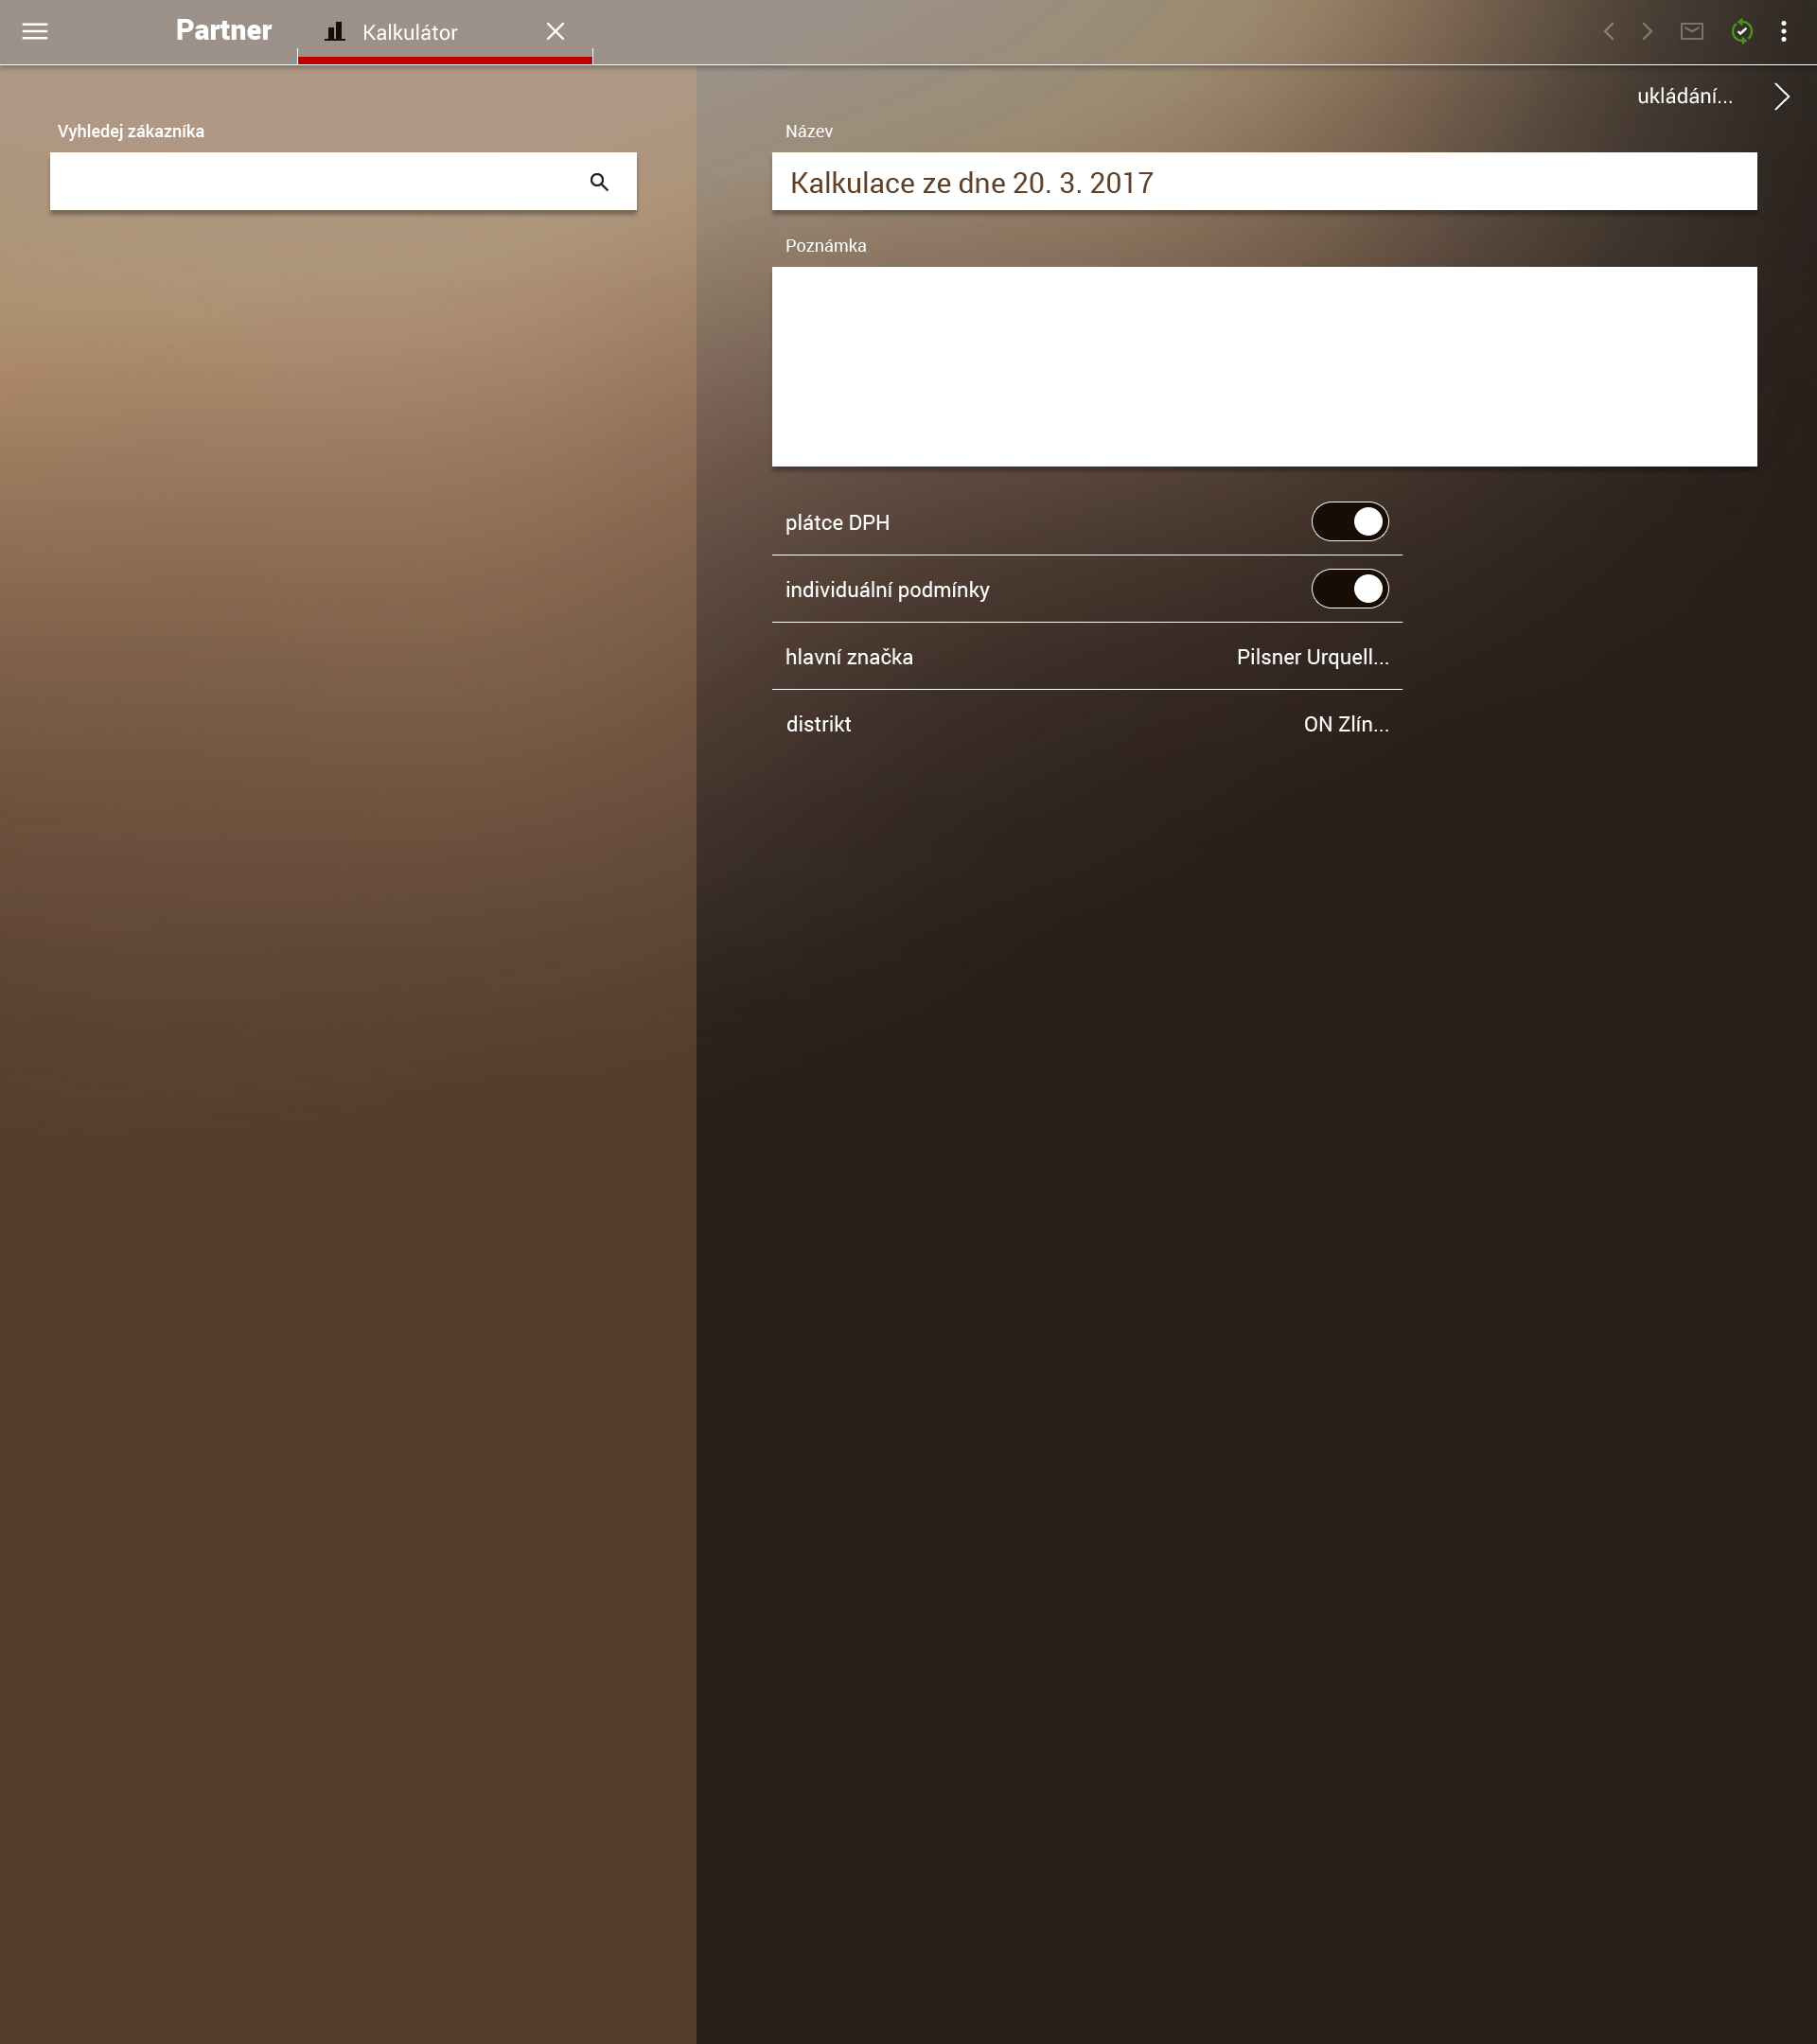 Partner
Kalkulátor
ukládání...
Vyhledej zákazníka
Název
Kalkulace ze dne 20. 3. 2017
Poznámka
plátce DPH
individuální podmínky
hlavní značka Pilsner Urquell...
distrikt ON Zlín...